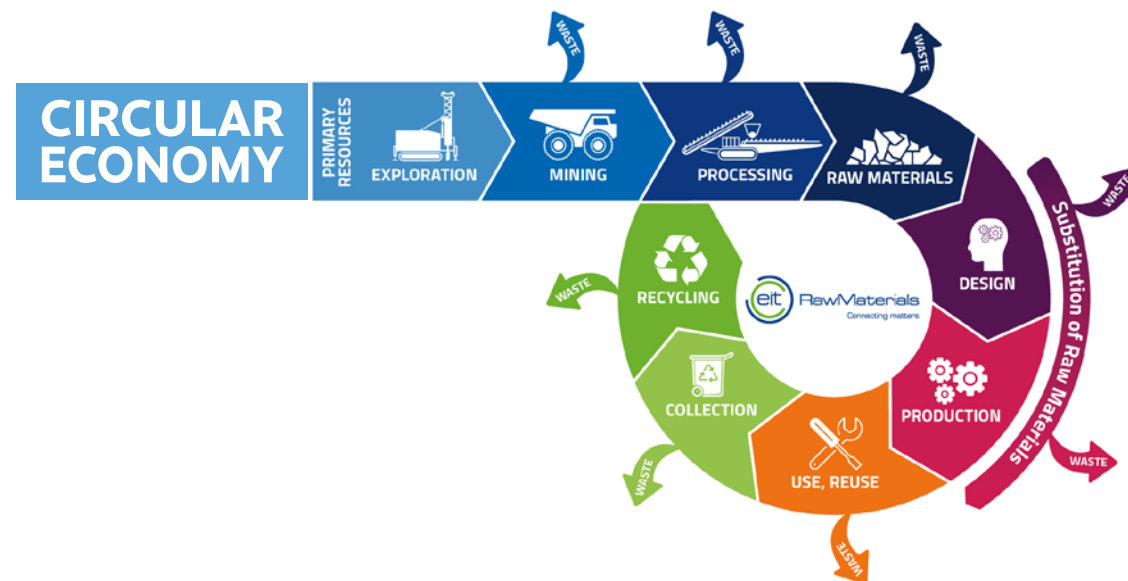 CIRCULAR
ECONOMY
PRIMARY
RESOURCES
EXPLORATION
MINING
PROCESSING
RAW MATERIALS
DESIGN
PRODUCTION
USE, REUSE
COLLECTION
RECYCLING
Substitution of Raw Materials
eit RawMaterials
Connecting matters
WASTE
WASTE
WASTE
WASTE
WASTE
WASTE
WASTE
WASTE